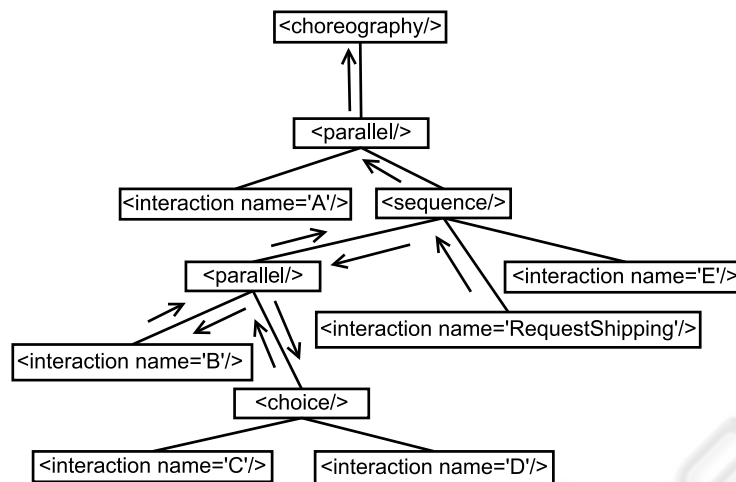 <choreography/>
<parallel/>
<interaction name='A'/>
<sequence/>
<parallel/>
<interaction name='E'/>
<interaction name='RequestShipping'/>
<interaction name='B'/>
<choice/>
<interaction name='C'/>
<interaction name='D'/>